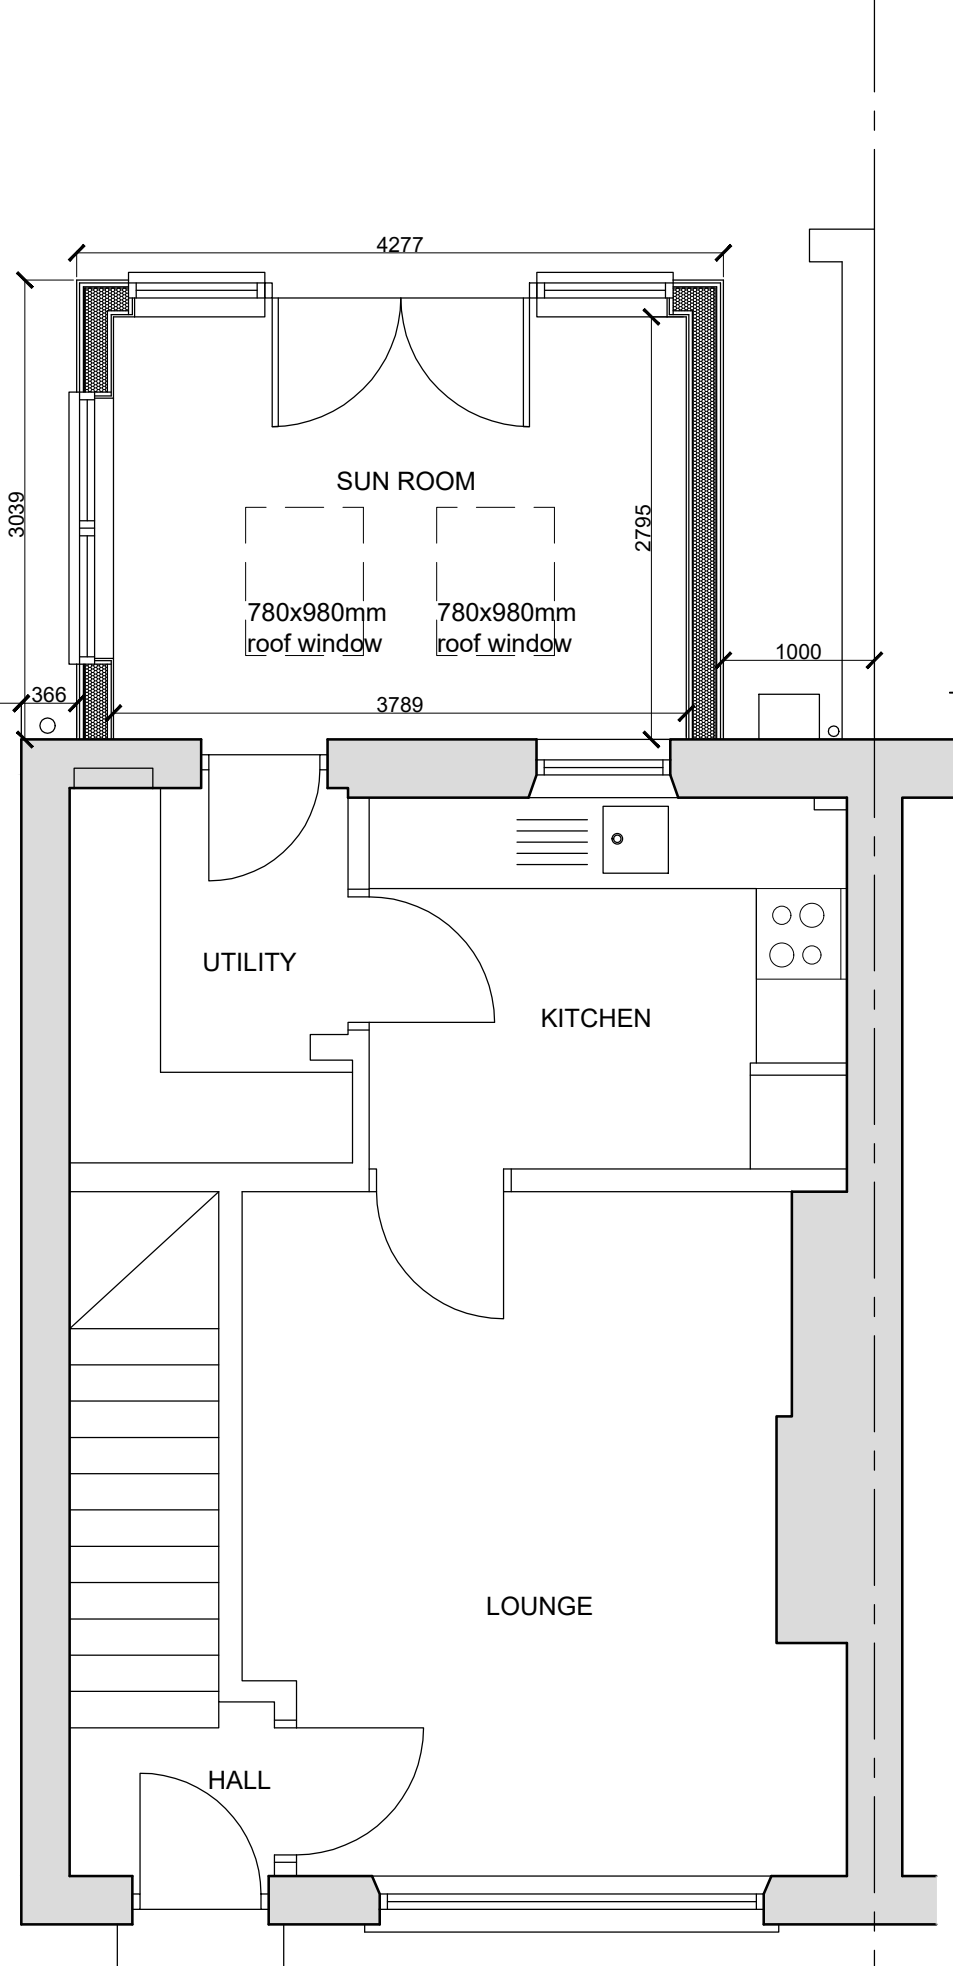 4277
3039
SUN ROOM
2795
780x980mm
roof window
780x980mm
roof window
1000
366
3789
UTILITY
KITCHEN
LOUNGE
HALL